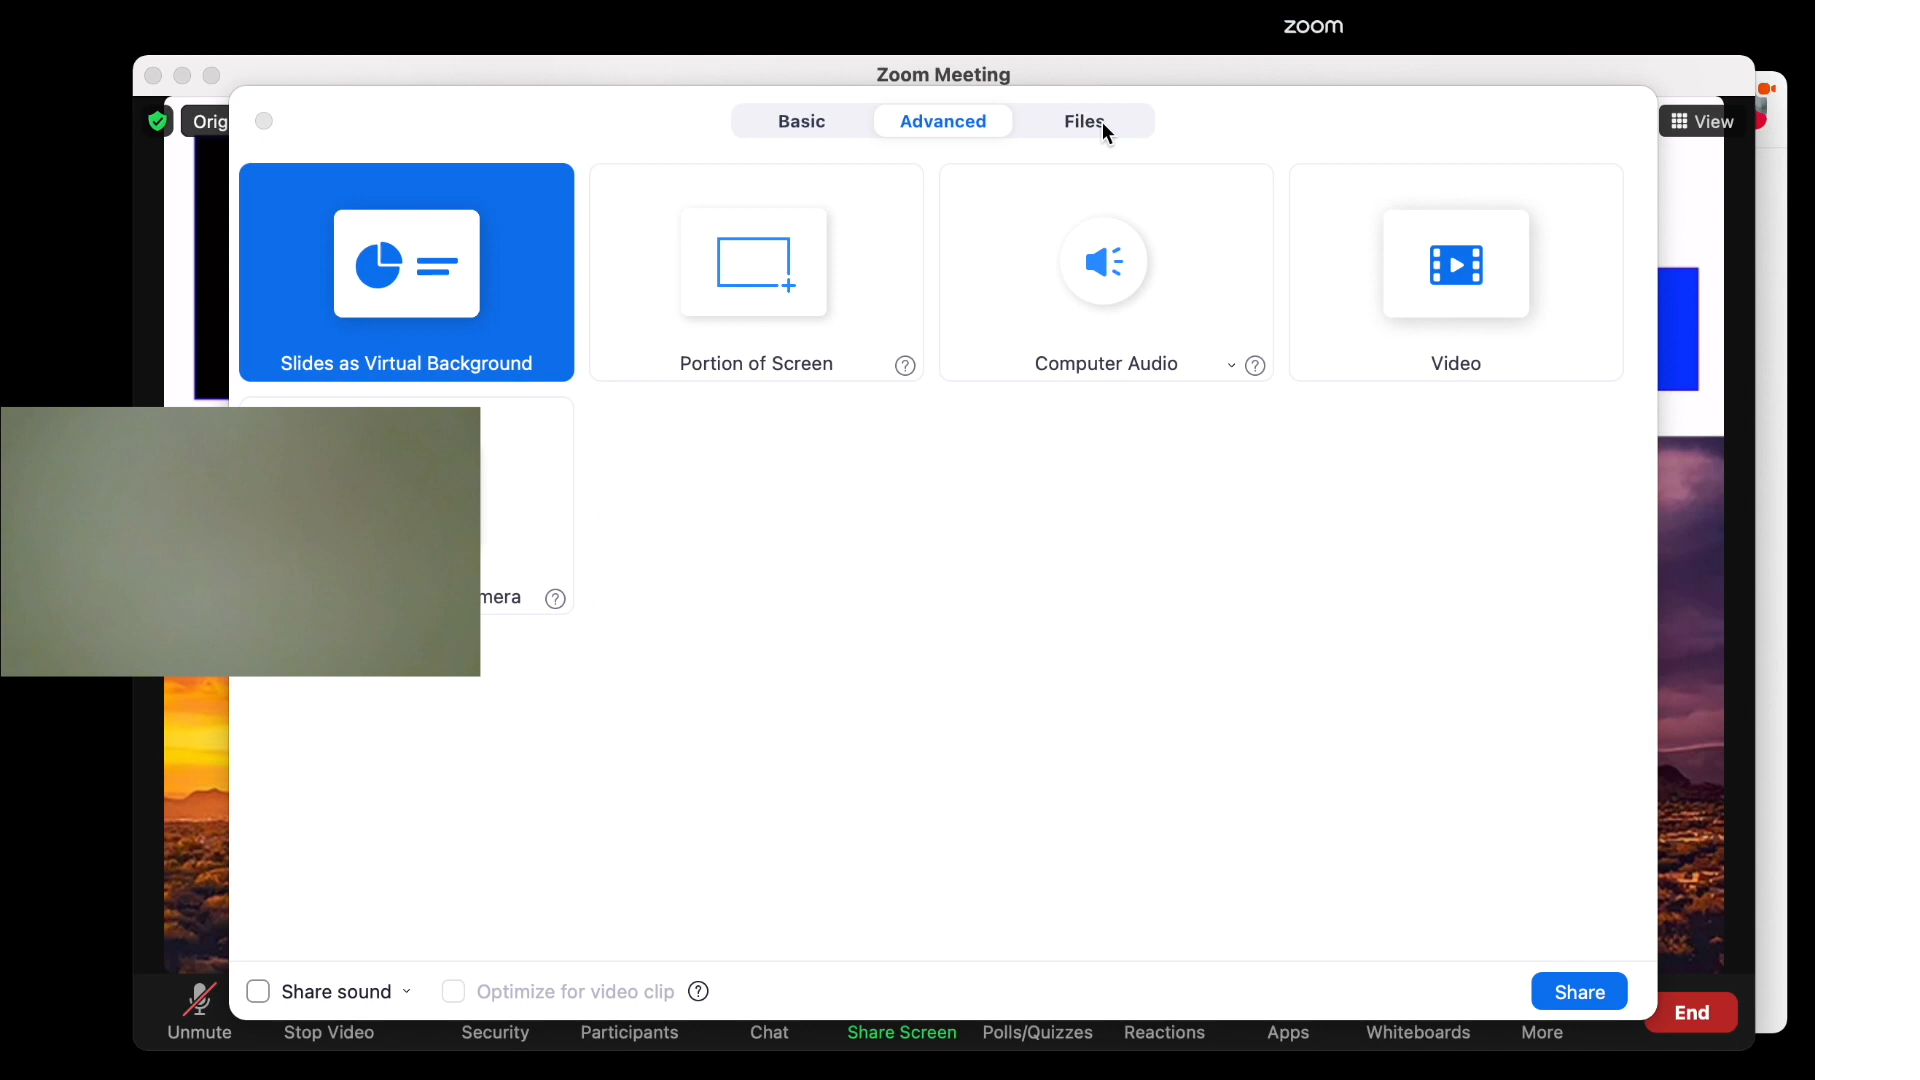 zoom
Zoom Meeting
Orig
Basic
Advanced
Files
View
Slides as Virtual Background
Portion of Screen
?
Computer Audio
?
Video
mera
?
Share sound
Optimize for video clip
?
Share
Unmute
Stop Video
Security
Participants
Chat
Share Screen
Polls/Quizzes
Reactions
Apps
Whiteboards
More
End